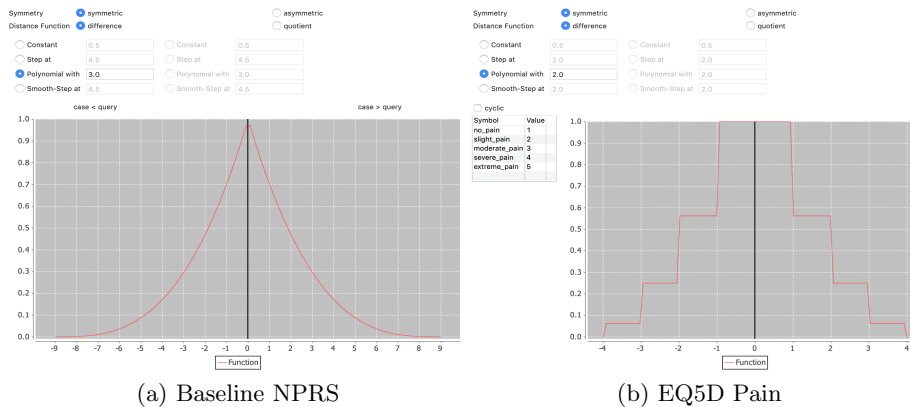 Symmetry symmetric asymmetric
Distance Function difference quotient
Constant 0.5 Constant 0.5
Step at 4.5 Step at 4.5
Polynomial with 3.0 Polynomial with 3.0
Smooth-Step at 4.5 Smooth-Step at 4.5
case < query case > query
1.0
0.9
0.8
0.7
0.6
0.5
0.4
0.3
0.2
0.1
0.0
-9 -8 -7 -6 -5 -4 -3 -2 -1 0 1 2 3 4 5 6 7 8 9
Function
(a) Baseline NPRS
Symmetry symmetric asymmetric
Distance Function difference quotient
Constant 0.5 Constant 0.5
Step at 2.0 Step at 2.0
Polynomial with 2.0 Polynomial with 2.0
Smooth-Step at 2.0 Smooth-Step at 2.0
cyclic
Symbol Value
no_pain 1
slight_pain 2
moderate_pain 3
severe_pain 4
extreme_pain 5
1.0
0.9
0.8
0.7
0.6
0.5
0.4
0.3
0.2
0.1
0.0
-4 -3 -2 -1 0 1 2 3 4
Function
(b) EQ5D Pain